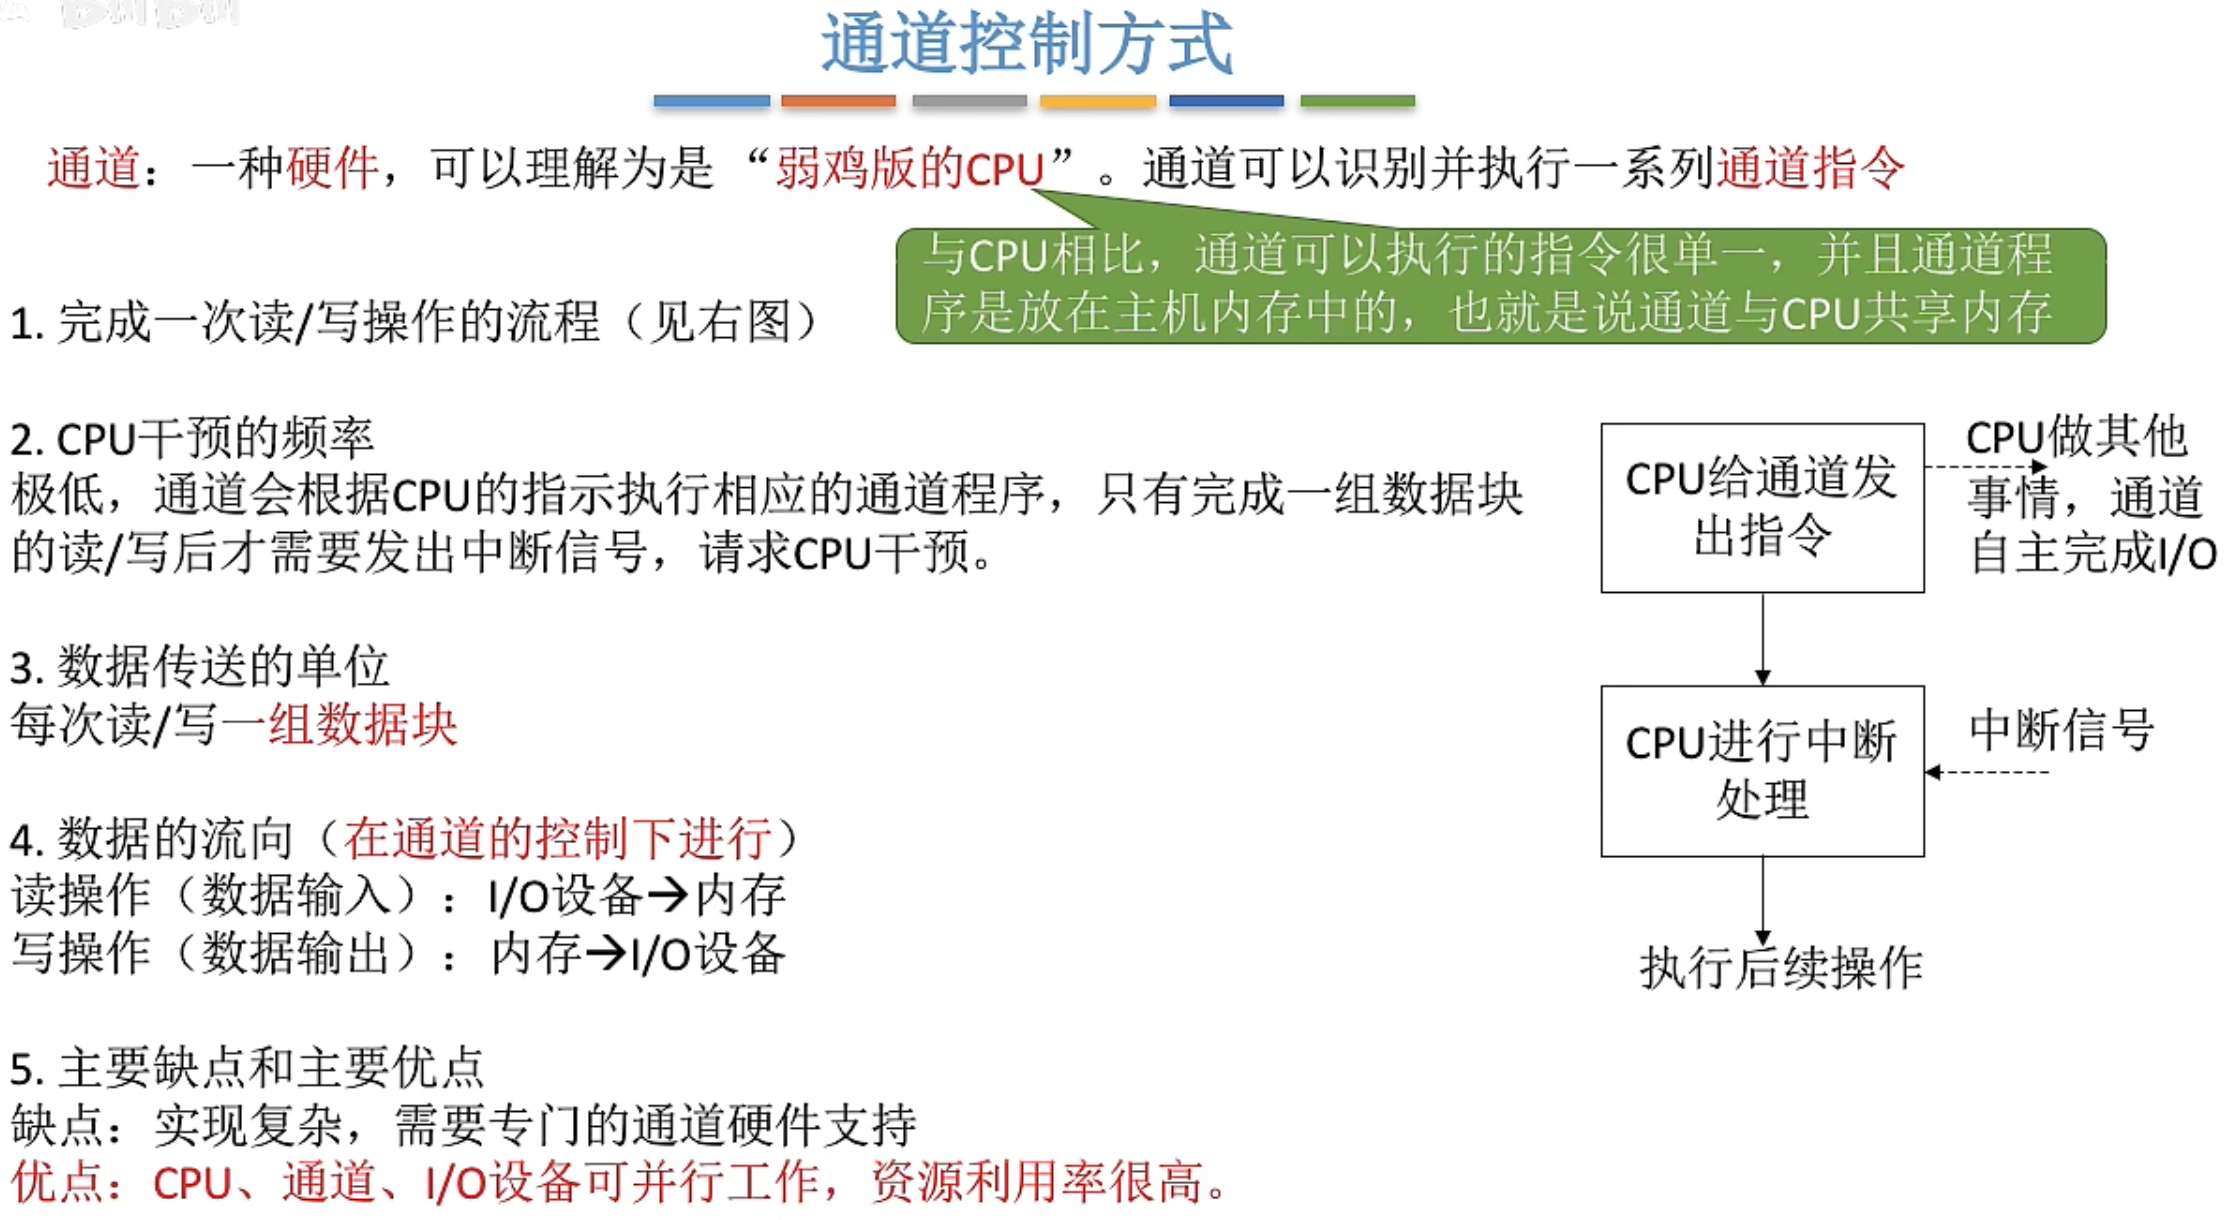 通道控制方式
通道：一种硬件，可以理解为是“弱鸡版的CPU”。通道可以识别并执行一系列通道指令
与CPU相比，通道可以执行的指令很单一，并且通道程
序是放在主机内存中的，也就是说通道与CPU共享内存
1. 完成一次读/写操作的流程（见右图）
2. CPU干预的频率
极低，通道会根据CPU的指示执行相应的通道程序，只有完成一组数据块
的读/写后才需要发出中断信号，请求CPU干预。
3. 数据传送的单位
每次读/写一组数据块
4. 数据的流向（在通道的控制下进行）
读操作（数据输入）：I/O设备→内存
写操作（数据输出）：内存→I/O设备
5. 主要缺点和主要优点
缺点：实现复杂，需要专门的通道硬件支持
优点：CPU、通道、I/O设备可并行工作，资源利用率很高。
CPU给通道发
出指令
CPU做其他
事情，通道
自主完成I/O
CPU进行中断
处理
中断信号
执行后续操作